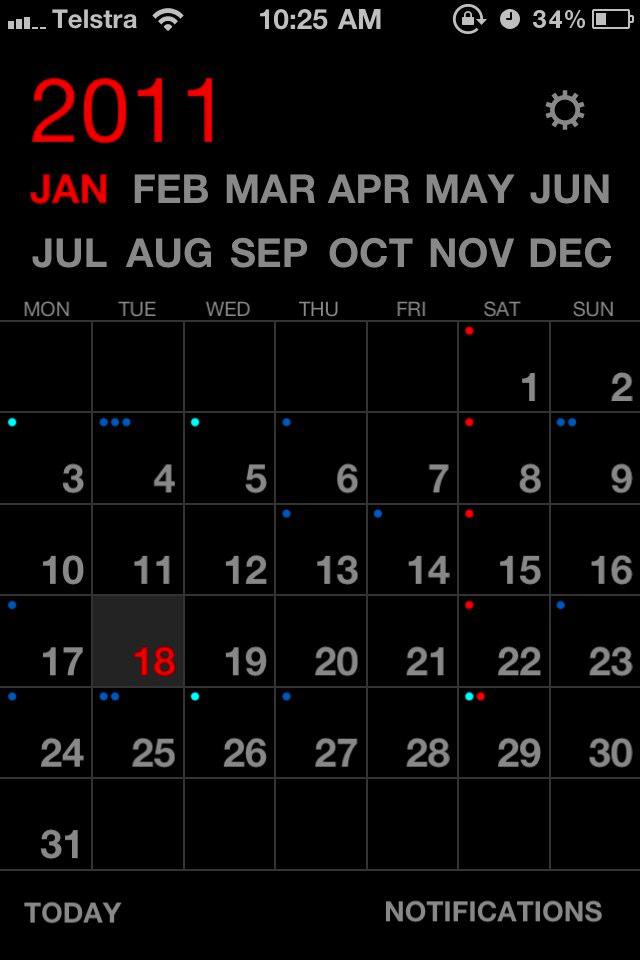 Telstra 10:25 AM 34%
2011
JAN FEB MAR APR MAY JUN
JUL AUG SEP OCT NOV DEC
MON TUE WED THU FRI SAT SUN
1 2
3 4 5 6 7 8 9
10 11 12 13 14 15 16
17 18 19 20 21 22 23
24 25 26 27 28 29 30
31
TODAY NOTIFICATIONS